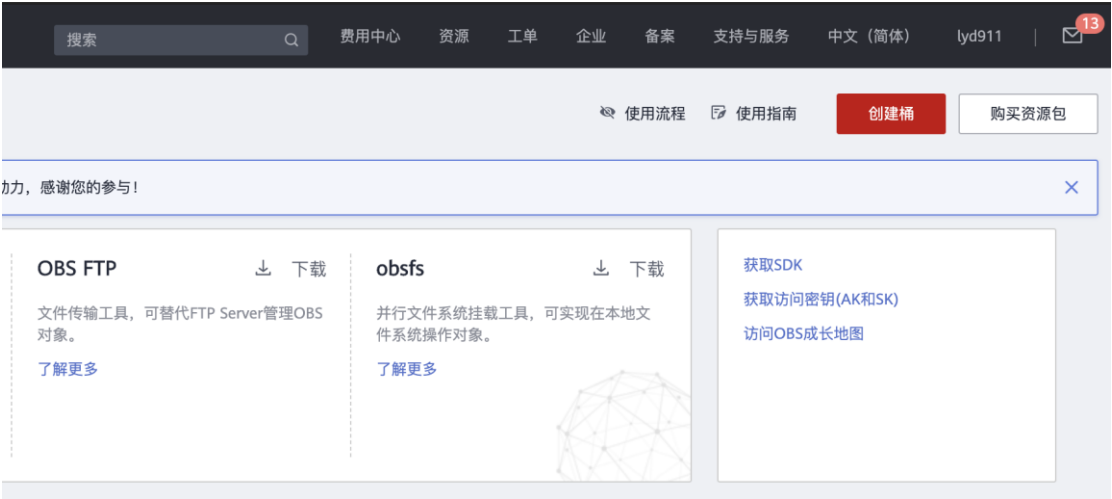 搜索
费用中心 资源 工单 企业 备案 支持与服务 中文（简体） lyd911 13
使用流程 使用指南 创建桶 购买资源包
动力，感谢您的参与！
OBS FTP 下载
文件传输工具，可替代FTP Server管理OBS
对象。
了解更多
obsfs 下载
并行文件系统挂载工具，可实现在本地文
件系统操作对象。
了解更多
获取SDK
获取访问密钥(AK和SK)
访问OBS成长地图